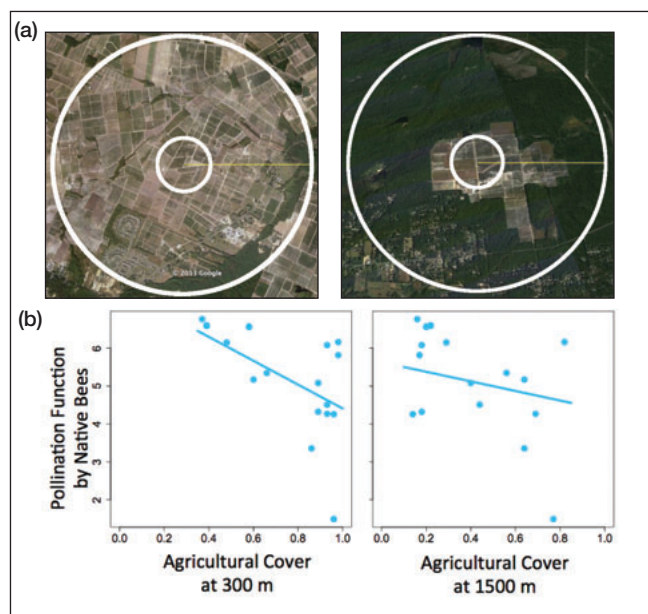 (a)
© 2013 Google
(b)
Pollination Function
by Native Bees
6
5
4
3
2
0.0 0.2 0.4 0.6 0.8 1.0
0.0 0.2 0.4 0.6 0.8 1.0
Agricultural Cover
at 300 m
Agricultural Cover
at 1500 m